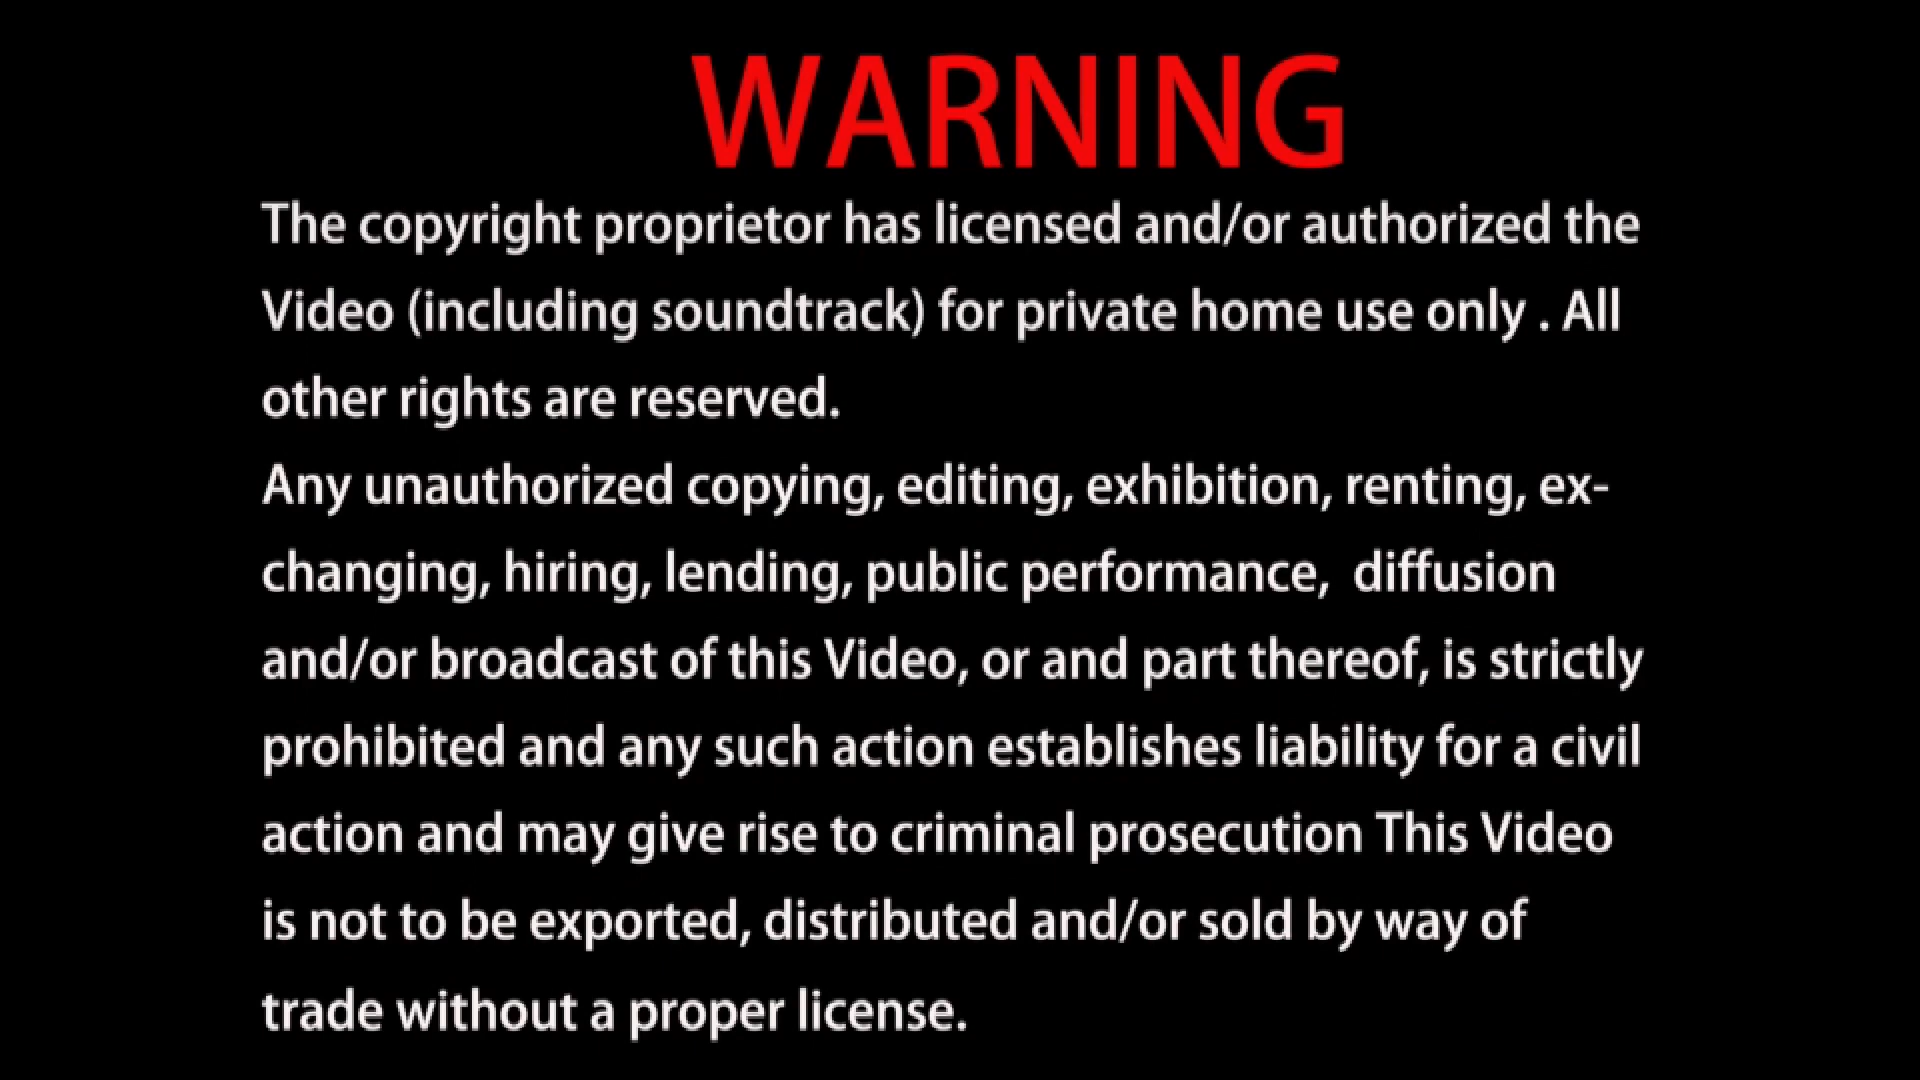 WARNING
The copyright proprietor has licensed and/or authorized the
Video (including soundtrack) for private home use only . All
other rights are reserved.
Any unauthorized copying, editing, exhibition, renting, ex-
changing, hiring, lending, public performance,  diffusion
and/or broadcast of this Video, or and part thereof, is strictly
prohibited and any such action establishes liability for a civil
action and may give rise to criminal prosecution This Video
is not to be exported, distributed and/or sold by way of
trade without a proper license.